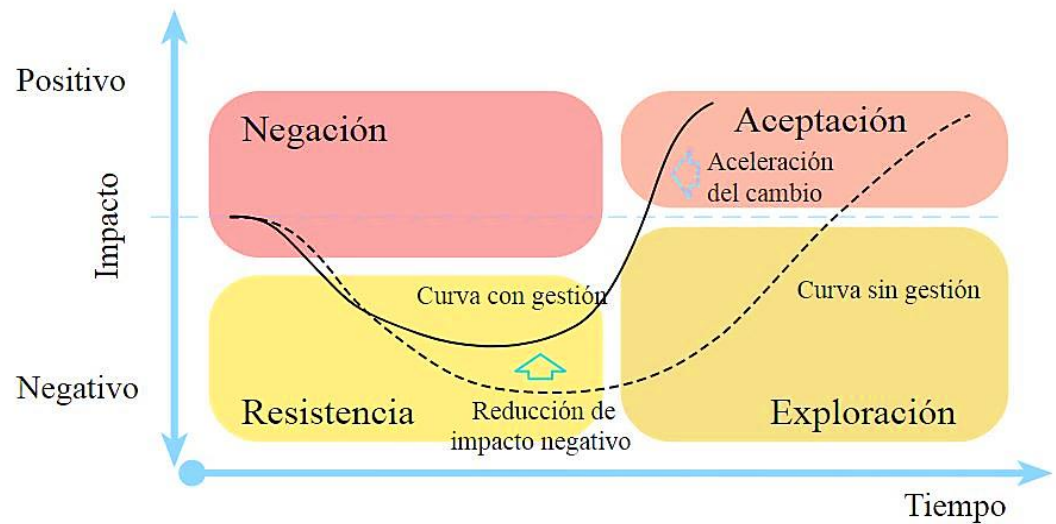 Positivo
Negación
Aceptación
Aceleración
del cambio
Impacto
Curva con gestión
Curva sin gestión
Negativo
Resistencia
Reducción de
impacto negativo
Exploración
Tiempo